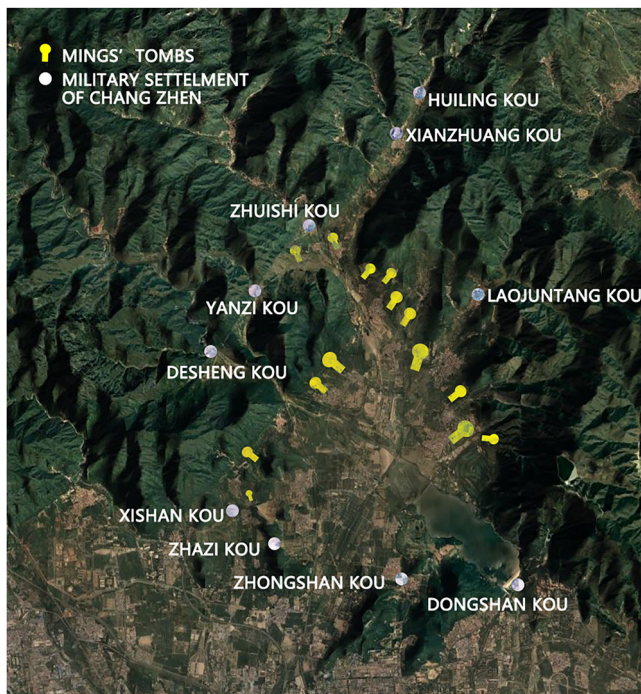 MINGS' TOMBS
MILITARY SETTELMENT
OF CHANG ZHEN
HUILING KOU
XIANZHUANG KOU
ZHUISHI KOU
YANZI KOU
LAOJUNTANG KOU
DESHENG KOU
XISHAN KOU
ZHAZI KOU
ZHONGSHAN KOU
DONGSHAN KOU